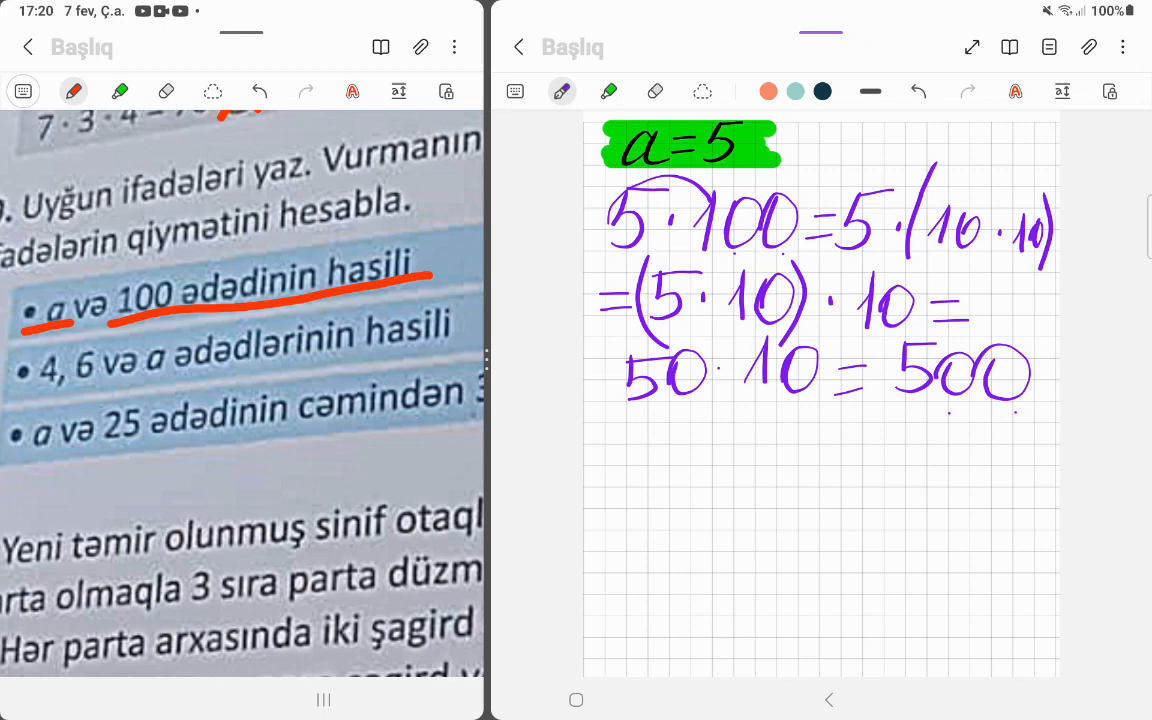 17:20 7 fev, Ç.a.
100%
Başlıq
Başlıq
7 · 3 · 4 =
. Uyğun ifadələri yaz. Vurmanın
fadələrin qiymətini hesabla.
• a və 100 ədədinin hasili
• 4, 6 və a ədədlərinin hasili
• a və 25 ədədinin cəmindən 3
Yeni təmir olunmuş sinif otaql
rta olmaqla 3 sıra parta düzm
Hər parta arxasında iki şagird
a=5
5·100=5·(10·10)
=(5·10)·10=
50·10=500